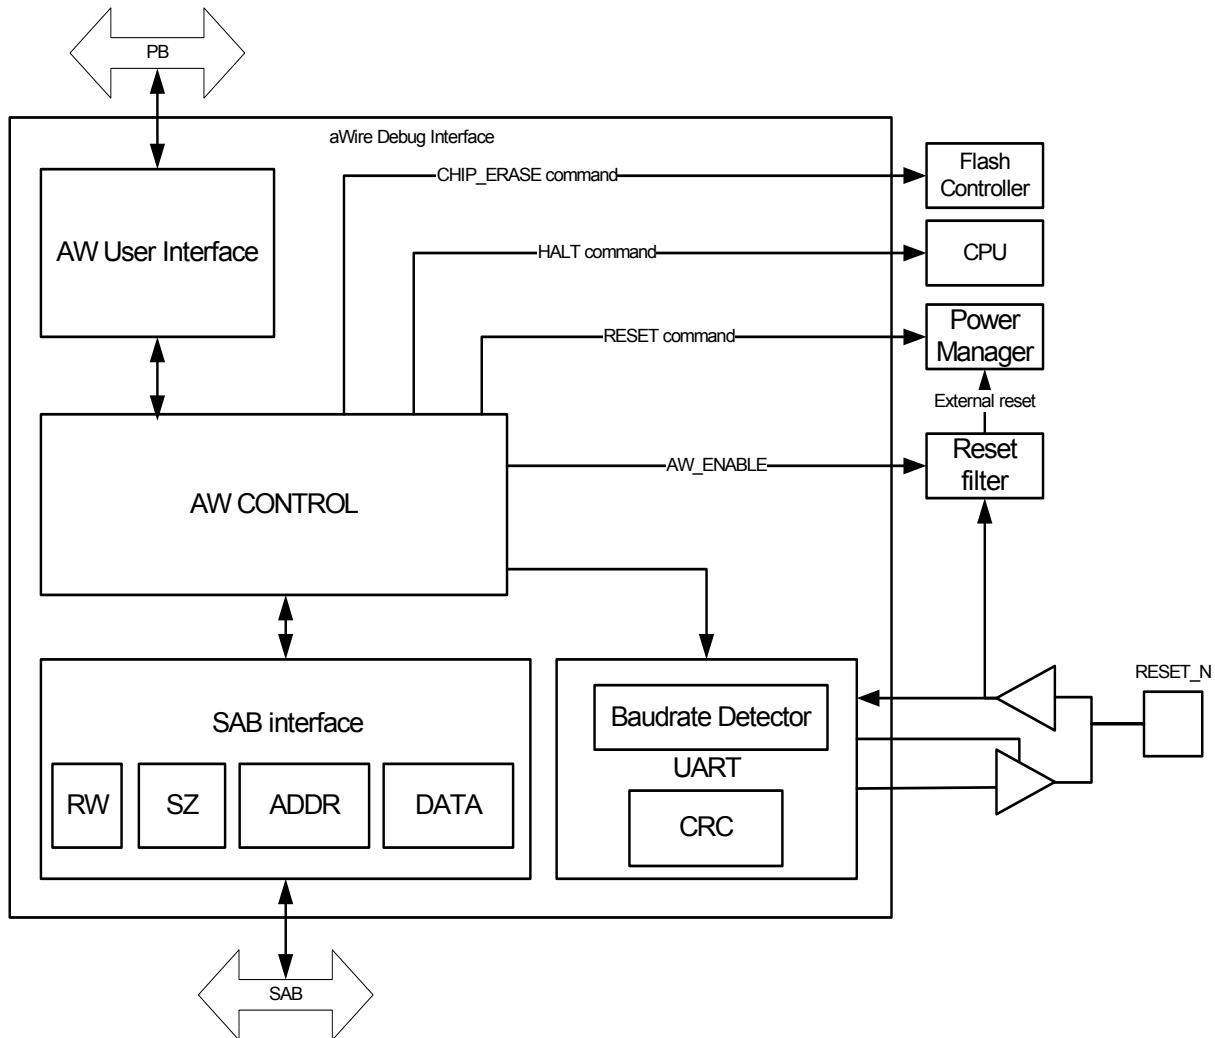 PB
aWire Debug Interface
CHIP_ERASE command
Flash
Controller
AW User Interface
HALT command
CPU
RESET command
Power
Manager
External reset
AW_ENABLE
Reset
filter
AW CONTROL
RESET_N
SAB interface
RW
SZ
ADDR
DATA
Baudrate Detector
UART
CRC
SAB